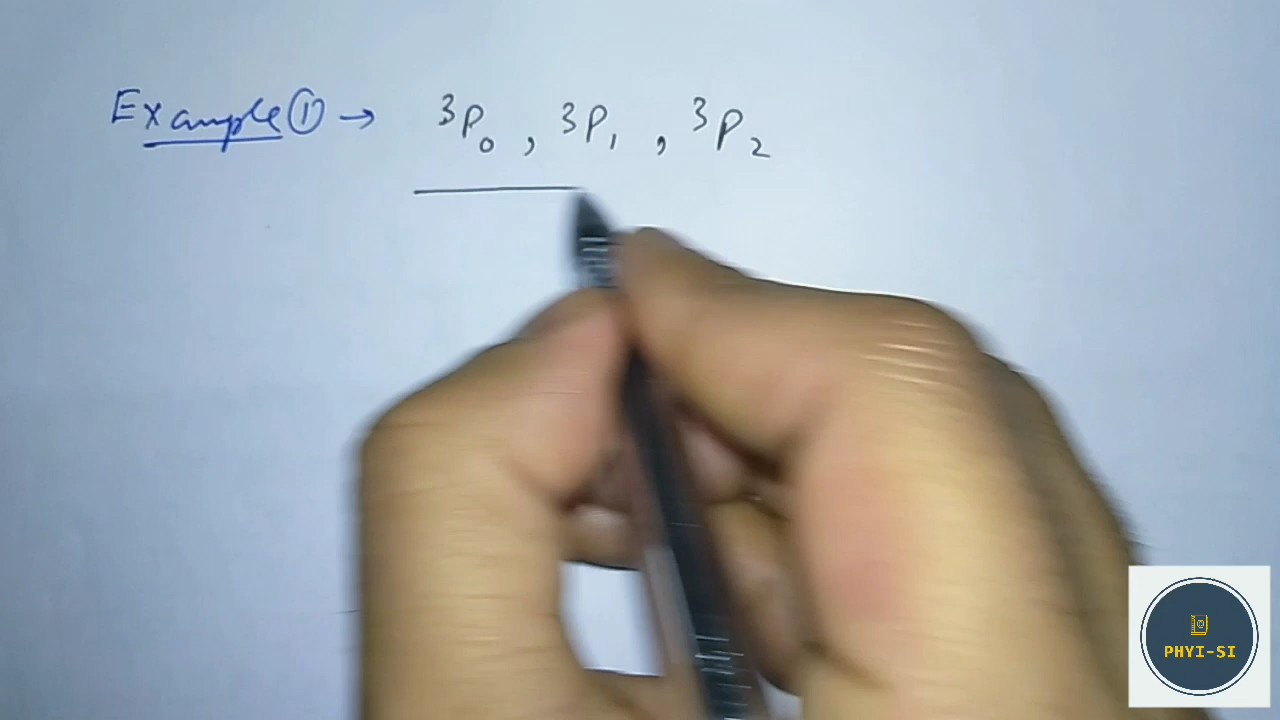 Example ① → ³P₀ , ³P₁ , ³P₂
PHYI-SI